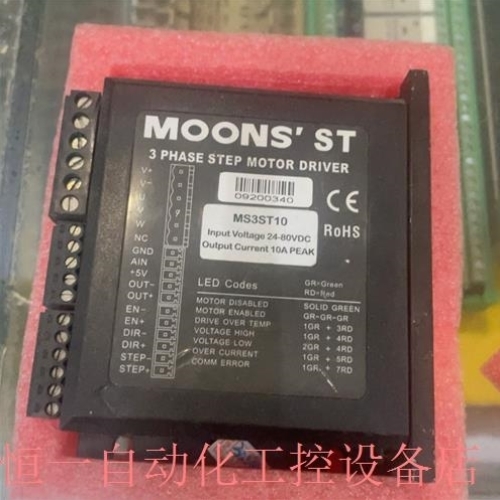 MOONS' ST
3 PHASE STEP MOTOR DRIVER
09200340
CE
RoHS
MS3ST10
Input Voltage 24-80VDC
Output Current 10A PEAK
V+
V-
U
V
W
NC
GND
AIN
+5V
OUT-
OUT+
EN-
EN+
DIR-
DIR+
STEP-
STEP+
LED Codes
GR=Green
RD=Red
MOTOR DISABLED SOLID GREEN
MOTOR ENABLED GR-GR-GR
DRIVE OVER TEMP 1GR + 3RD
VOLTAGE HIGH 1GR + 4RD
VOLTAGE LOW 2GR + 4RD
OVER CURRENT 1GR + 5RD
COMM ERROR 1GR + 7RD
恒一自动化工控设备店